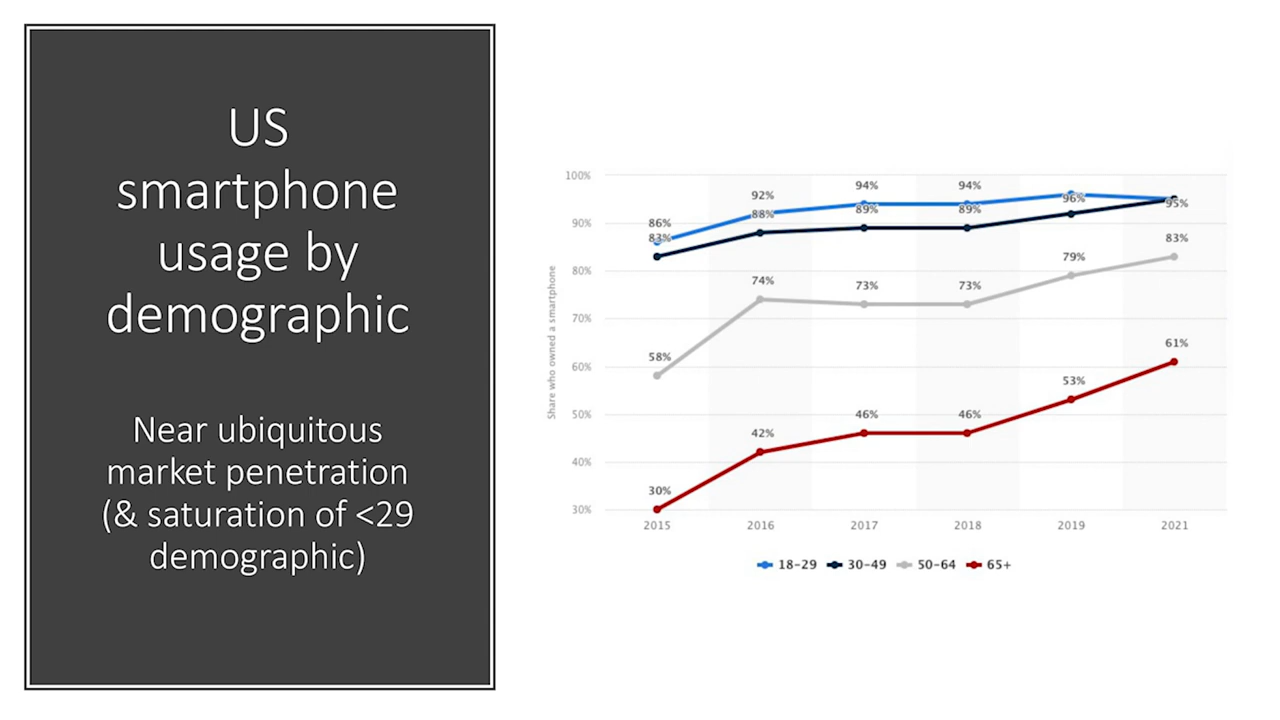 US
smartphone
usage by
demographic
Near ubiquitous
market penetration
(& saturation of <29
demographic)
Share who owned a smartphone
100%
90%
80%
70%
60%
50%
40%
30%
86%
92%
94%
94%
96%
95%
83%
88%
89%
89%
58%
74%
73%
73%
79%
83%
30%
42%
46%
46%
53%
61%
2015 2016 2017 2018 2019 2021
18-29 30-49 50-64 65+